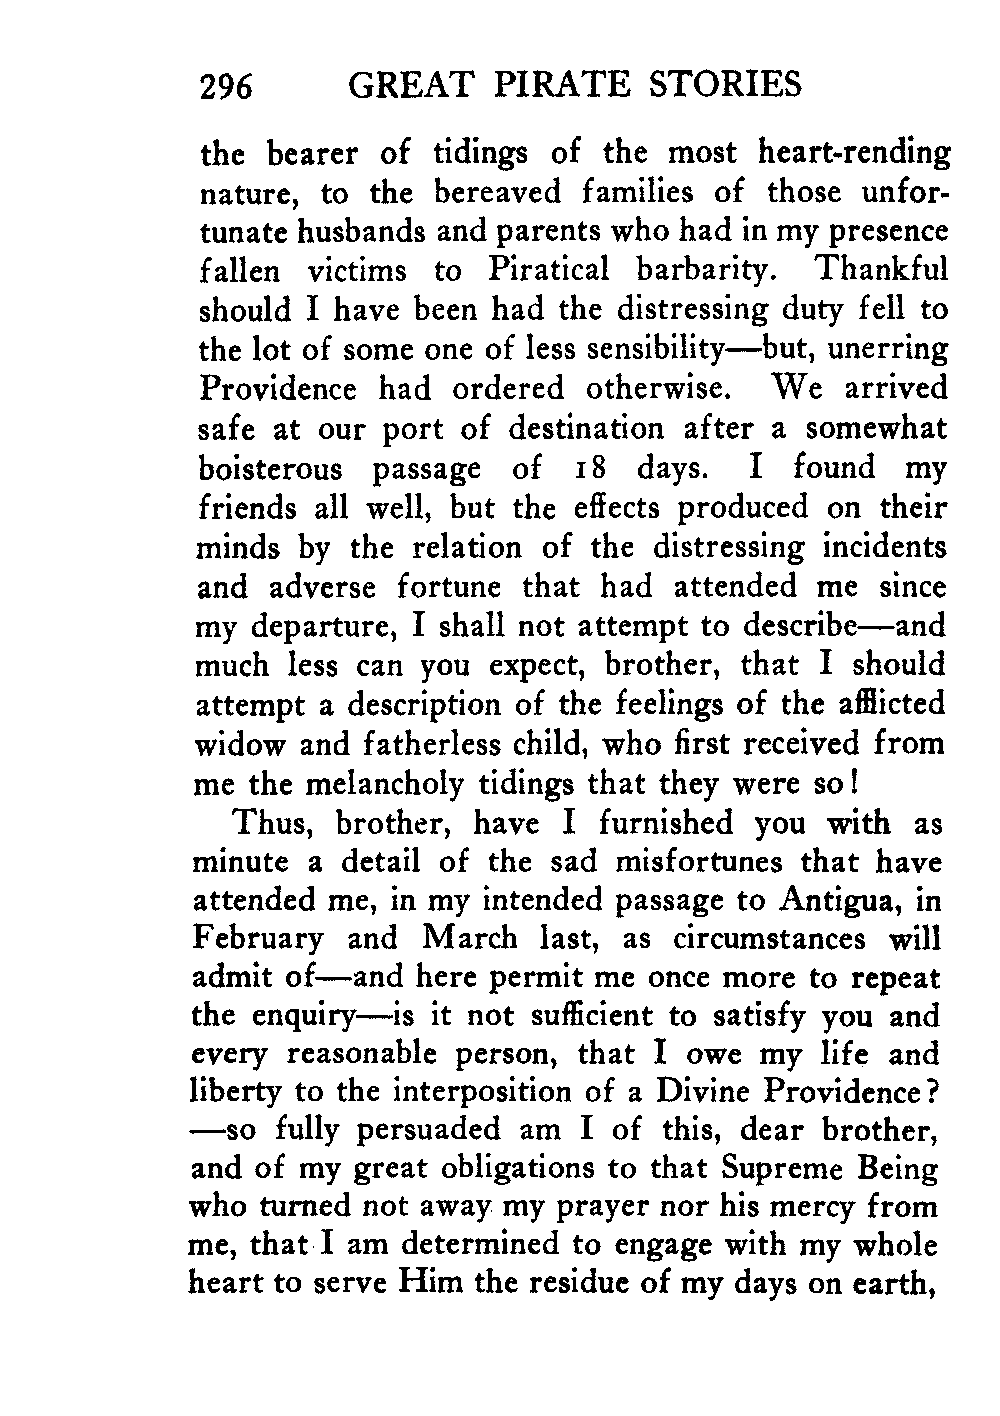 296 GREAT PIRATE STORIES
the bearer of tidings of the most heart-rending
nature, to the bereaved families of those unfor-
tunate husbands and parents who had in my presence
fallen victims to Piratical barbarity. Thankful
should I have been had the distressing duty fell to
the lot of some one of less sensibility—but, unerring
Providence had ordered otherwise. We arrived
safe at our port of destination after a somewhat
boisterous passage of 18 days. I found my
friends all well, but the effects produced on their
minds by the relation of the distressing incidents
and adverse fortune that had attended me since
my departure, I shall not attempt to describe—and
much less can you expect, brother, that I should
attempt a description of the feelings of the afflicted
widow and fatherless child, who first received from
me the melancholy tidings that they were so!
Thus, brother, have I furnished you with as
minute a detail of the sad misfortunes that have
attended me, in my intended passage to Antigua, in
February and March last, as circumstances will
admit of—and here permit me once more to repeat
the enquiry—is it not sufficient to satisfy you and
every reasonable person, that I owe my life and
liberty to the interposition of a Divine Providence?
—so fully persuaded am I of this, dear brother,
and of my great obligations to that Supreme Being
who turned not away my prayer nor his mercy from
me, that I am determined to engage with my whole
heart to serve Him the residue of my days on earth,